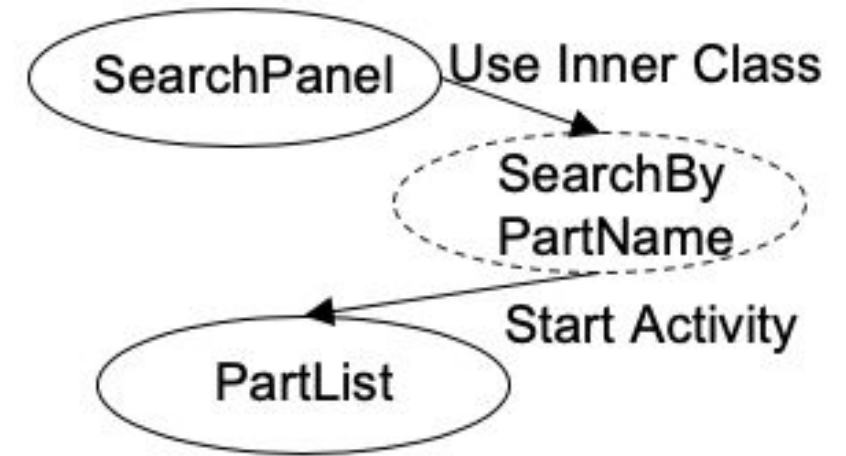 SearchPanel
Use Inner Class
SearchBy
PartName
Start Activity
PartList